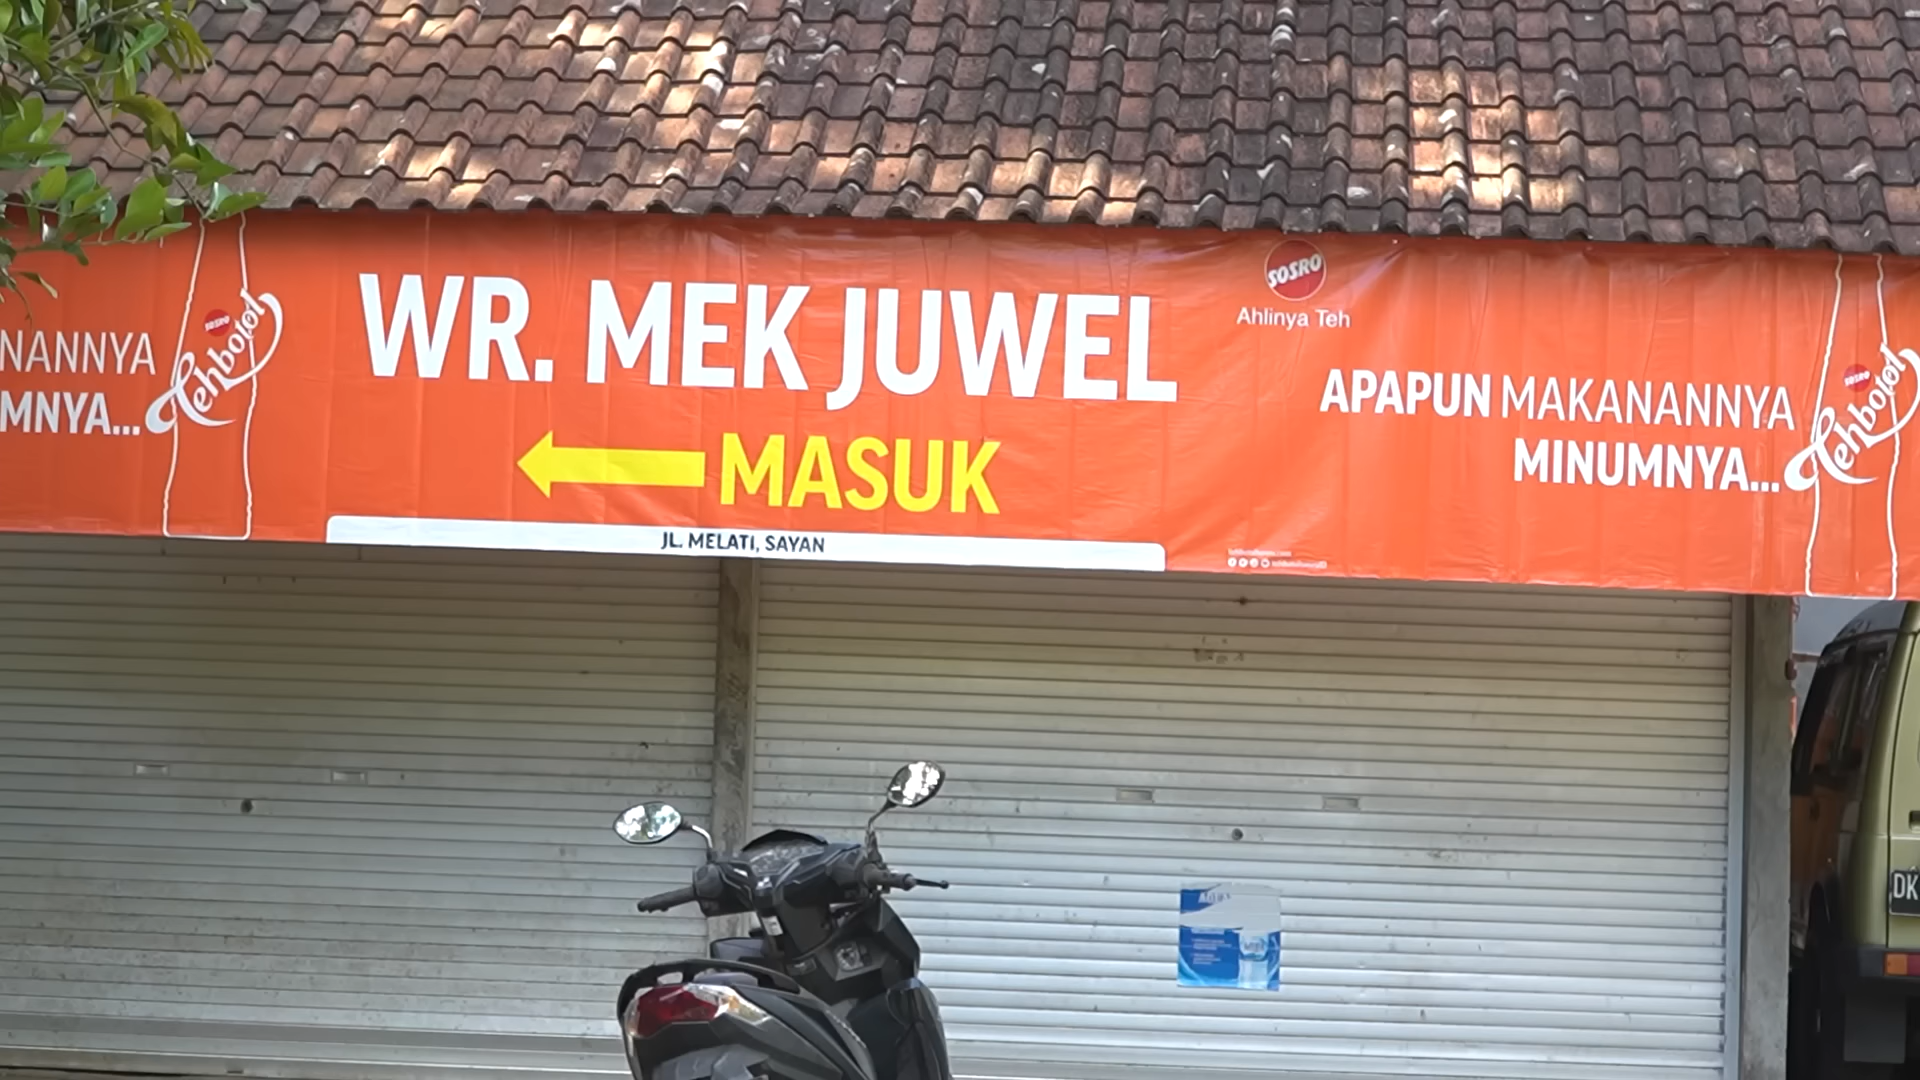 NANNYA
MNYA...
SOSRO
Tehbotol
WR. MEK JUWEL
MASUK
JL. MELATI, SAYAN
SOSRO
Ahlinya Teh
APAPUN MAKANANNYA
MINUMNYA...
SOSRO
Tehbotol
DK